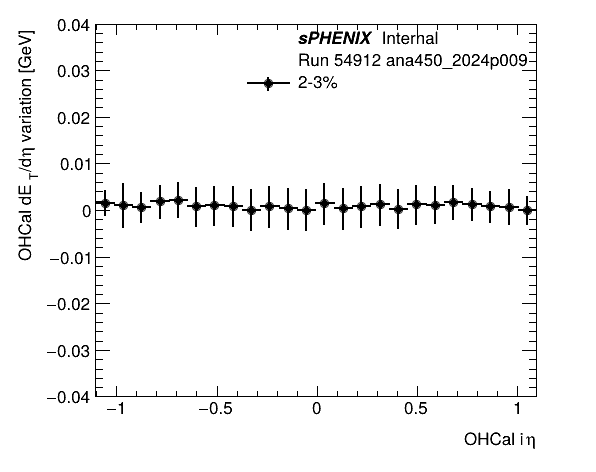 sPHENIX Internal
Run 54912 ana450_2024p009
2-3%
OHCal dE_T/dη variation [GeV]
0.04
0.03
0.02
0.01
0
−0.01
−0.02
−0.03
−0.04
−1 −0.5 0 0.5 1
OHCal iη